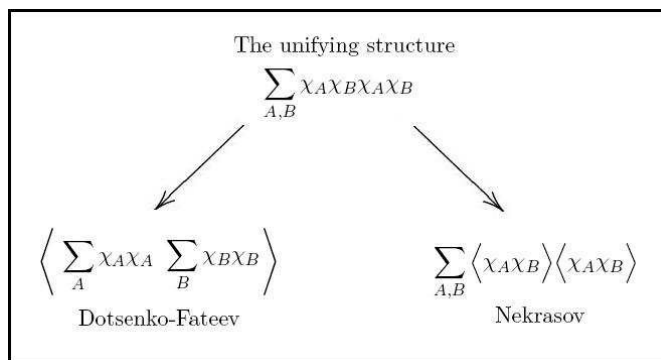 The unifying structure
∑_{A,B} χ_A χ_B χ_A χ_B
⟨ ∑_A χ_A χ_A ∑_B χ_B χ_B ⟩
Dotsenko-Fateev
∑_{A,B} ⟨χ_A χ_B⟩⟨χ_A χ_B⟩
Nekrasov